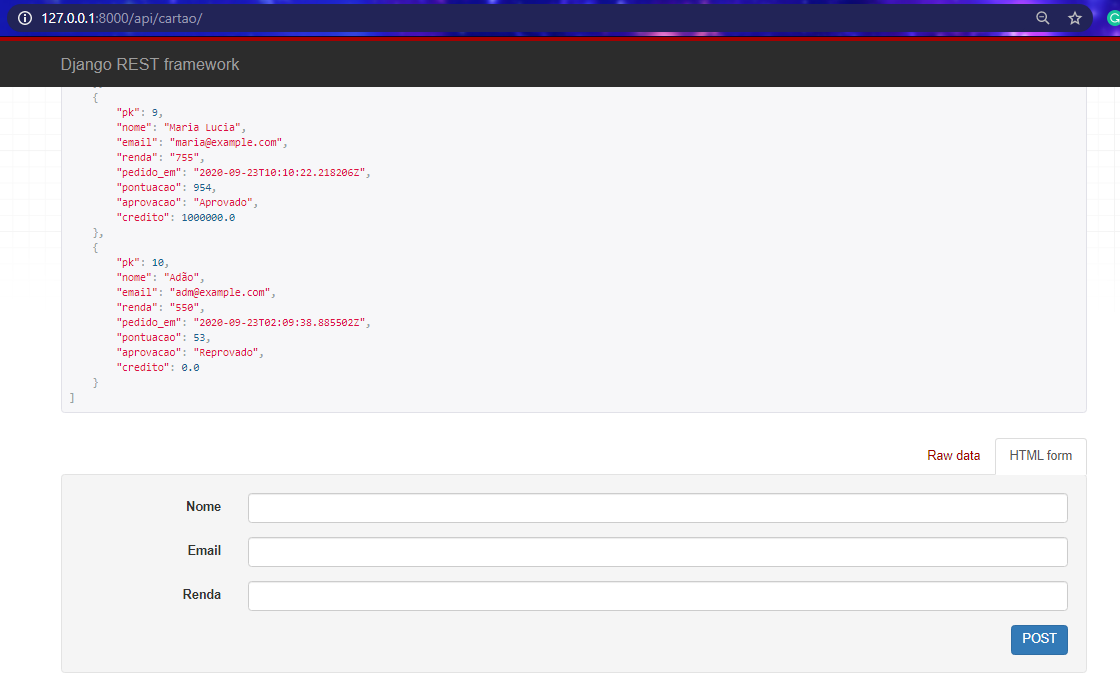 127.0.0.1:8000/api/cartao/
Django REST framework
{
"pk": 9,
"nome": "Maria Lucia",
"email": "maria@example.com",
"renda": "755",
"pedido_em": "2020-09-23T10:10:22.218206Z",
"pontuacao": 954,
"aprovacao": "Aprovado",
"credito": 1000000.0
},
{
"pk": 10,
"nome": "Adão",
"email": "adm@example.com",
"renda": "550",
"pedido_em": "2020-09-23T02:09:38.885502Z",
"pontuacao": 53,
"aprovacao": "Reprovado",
"credito": 0.0
}
]
Raw data HTML form
Nome
Email
Renda
POST